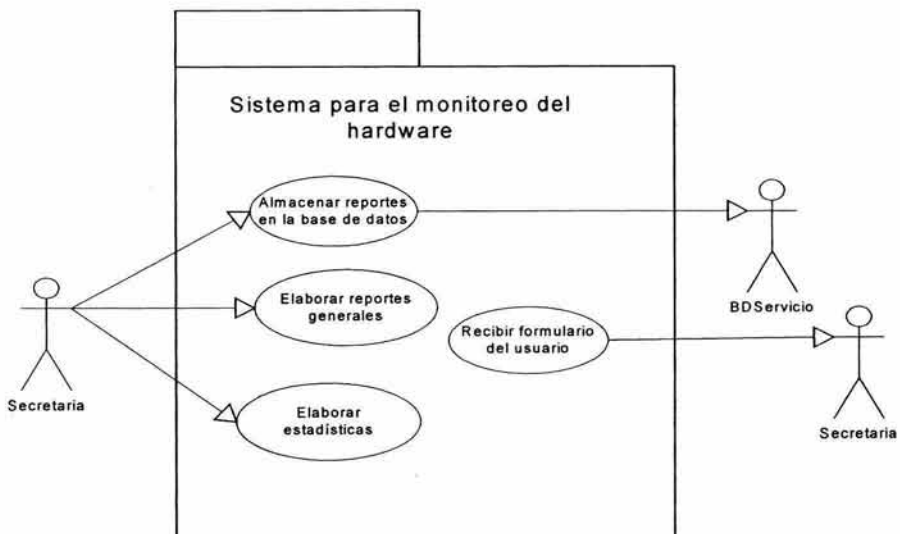 Sistema para el monitoreo del
hardware
Almacenar reportes
en la base de datos
BDServicio
Elaborar reportes
generales
Recibir formulario
del usuario
Secretaria
Elaborar
estadísticas
Secretaria